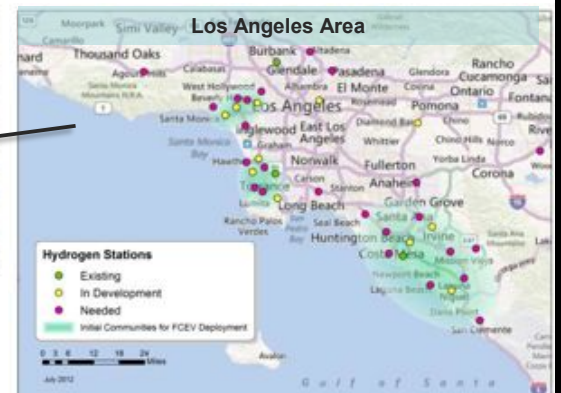 Los Angeles Area
Moorpark
Simi Valley
Camarillo
Thousand Oaks
Burbank
Altadena
Agoura Hills
Calabasas
Glendale
Pasadena
Glendora
Rancho
Cucamonga
West Hollywood
Alhambra
El Monte
Covina
Ontario
Fontana
Beverly
Los Angeles
Rosemead
Pomona
Santa Monica
Inglewood
East Los
Angeles
Diamond Bar
Chino
Santa Monica
Bay
Graham
Whittier
Chino Hills
Norco
Hawth
Norwalk
Fullerton
Yorba Linda
Corona
Torrance
Carson
Stanton
Anaheim
Lomita
Long Beach
Garden Grove
Rancho Palos
Verdes
Seal Beach
Santa Ana
Huntington Beach
Irvine
Costa Mesa
Mission Viejo
Newport Beach
Laguna Beach
Laguna
Niguel
Dana Point
San Clemente
Avalon
Gulf of Santa
Hydrogen Stations
Existing
In Development
Needed
Initial Communities for FCEV Deployment
0 3 6 12 18 24
Miles
July 2012